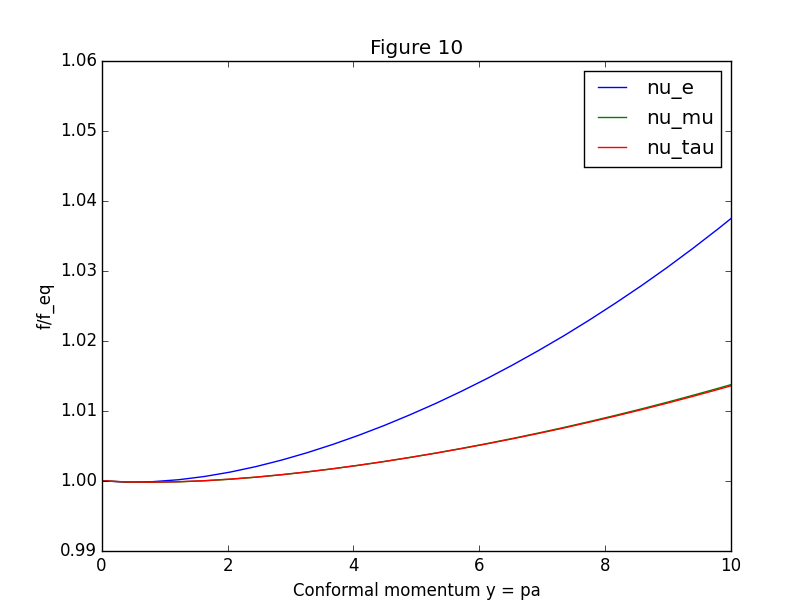 Figure 10
1.06
1.05
1.04
1.03
1.02
1.01
1.00
0.99
f/f_eq
nu_e
nu_mu
nu_tau
0 2 4 6 8 10
Conformal momentum y = pa